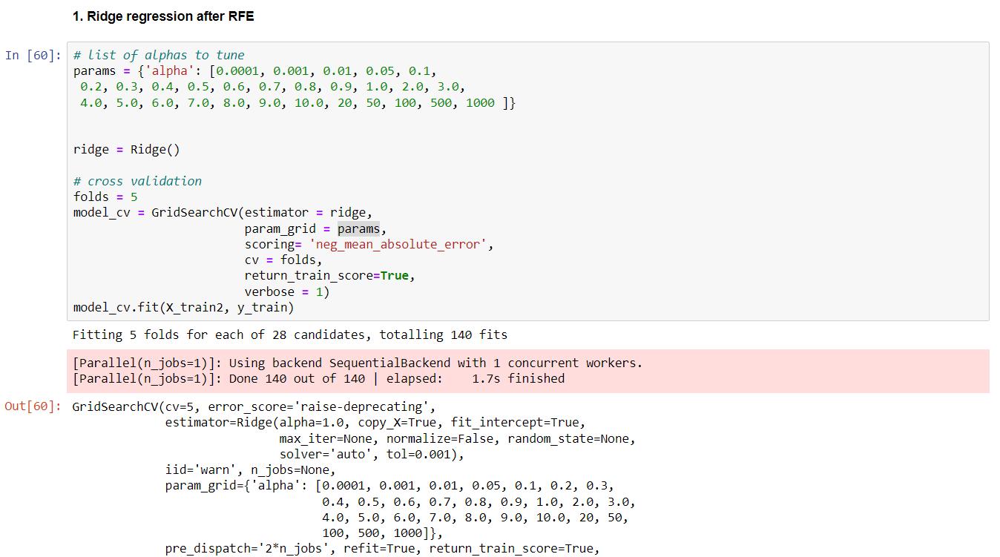 1. Ridge regression after RFE
In [60]:
# list of alphas to tune
params = {'alpha': [0.0001, 0.001, 0.01, 0.05, 0.1,
 0.2, 0.3, 0.4, 0.5, 0.6, 0.7, 0.8, 0.9, 1.0, 2.0, 3.0,
 4.0, 5.0, 6.0, 7.0, 8.0, 9.0, 10.0, 20, 50, 100, 500, 1000 ]}
ridge = Ridge()
# cross validation
folds = 5
model_cv = GridSearchCV(estimator = ridge,
                        param_grid = params,
                        scoring= 'neg_mean_absolute_error',
                        cv = folds,
                        return_train_score=True,
                        verbose = 1)
model_cv.fit(X_train2, y_train)
Fitting 5 folds for each of 28 candidates, totalling 140 fits
[Parallel(n_jobs=1)]: Using backend SequentialBackend with 1 concurrent workers.
[Parallel(n_jobs=1)]: Done 140 out of 140 | elapsed:    1.7s finished
Out[60]:
GridSearchCV(cv=5, error_score='raise-deprecating',
             estimator=Ridge(alpha=1.0, copy_X=True, fit_intercept=True,
                             max_iter=None, normalize=False, random_state=None,
                             solver='auto', tol=0.001),
             iid='warn', n_jobs=None,
             param_grid={'alpha': [0.0001, 0.001, 0.01, 0.05, 0.1, 0.2, 0.3,
                                   0.4, 0.5, 0.6, 0.7, 0.8, 0.9, 1.0, 2.0, 3.0,
                                   4.0, 5.0, 6.0, 7.0, 8.0, 9.0, 10.0, 20, 50,
                                   100, 500, 1000]},
             pre_dispatch='2*n_jobs', refit=True, return_train_score=True,